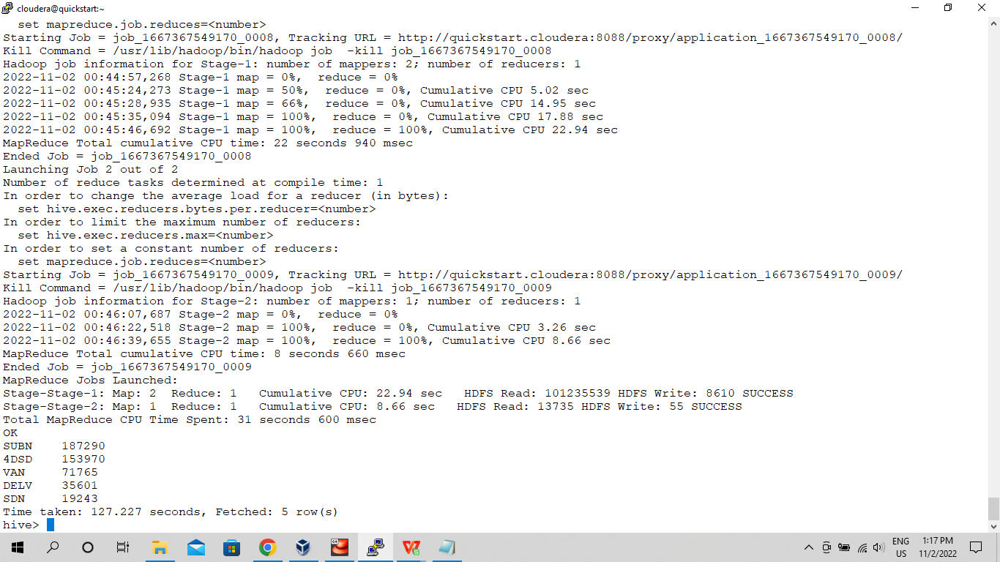 cloudera@quickstart:~
  set mapreduce.job.reduces=<number>
Starting Job = job_1667367549170_0008, Tracking URL = http://quickstart.cloudera:8088/proxy/application_1667367549170_0008/
Kill Command = /usr/lib/hadoop/bin/hadoop job  -kill job_1667367549170_0008
Hadoop job information for Stage-1: number of mappers: 2; number of reducers: 1
2022-11-02 00:44:57,268 Stage-1 map = 0%,  reduce = 0%
2022-11-02 00:45:24,273 Stage-1 map = 50%,  reduce = 0%, Cumulative CPU 5.02 sec
2022-11-02 00:45:28,935 Stage-1 map = 66%,  reduce = 0%, Cumulative CPU 14.95 sec
2022-11-02 00:45:35,094 Stage-1 map = 100%,  reduce = 0%, Cumulative CPU 17.88 sec
2022-11-02 00:45:46,692 Stage-1 map = 100%,  reduce = 100%, Cumulative CPU 22.94 sec
MapReduce Total cumulative CPU time: 22 seconds 940 msec
Ended Job = job_1667367549170_0008
Launching Job 2 out of 2
Number of reduce tasks determined at compile time: 1
In order to change the average load for a reducer (in bytes):
  set hive.exec.reducers.bytes.per.reducer=<number>
In order to limit the maximum number of reducers:
  set hive.exec.reducers.max=<number>
In order to set a constant number of reducers:
  set mapreduce.job.reduces=<number>
Starting Job = job_1667367549170_0009, Tracking URL = http://quickstart.cloudera:8088/proxy/application_1667367549170_0009/
Kill Command = /usr/lib/hadoop/bin/hadoop job  -kill job_1667367549170_0009
Hadoop job information for Stage-2: number of mappers: 1; number of reducers: 1
2022-11-02 00:46:07,687 Stage-2 map = 0%,  reduce = 0%
2022-11-02 00:46:22,518 Stage-2 map = 100%,  reduce = 0%, Cumulative CPU 3.26 sec
2022-11-02 00:46:39,655 Stage-2 map = 100%,  reduce = 100%, Cumulative CPU 8.66 sec
MapReduce Total cumulative CPU time: 8 seconds 660 msec
Ended Job = job_1667367549170_0009
MapReduce Jobs Launched:
Stage-Stage-1: Map: 2  Reduce: 1   Cumulative CPU: 22.94 sec   HDFS Read: 101235539 HDFS Write: 8610 SUCCESS
Stage-Stage-2: Map: 1  Reduce: 1   Cumulative CPU: 8.66 sec   HDFS Read: 13735 HDFS Write: 55 SUCCESS
Total MapReduce CPU Time Spent: 31 seconds 600 msec
OK
SUBN    187290
4DSD    153970
VAN     71765
DELV    35601
SDN     19243
Time taken: 127.227 seconds, Fetched: 5 row(s)
hive>
ENG 1:17 PM
US 11/2/2022